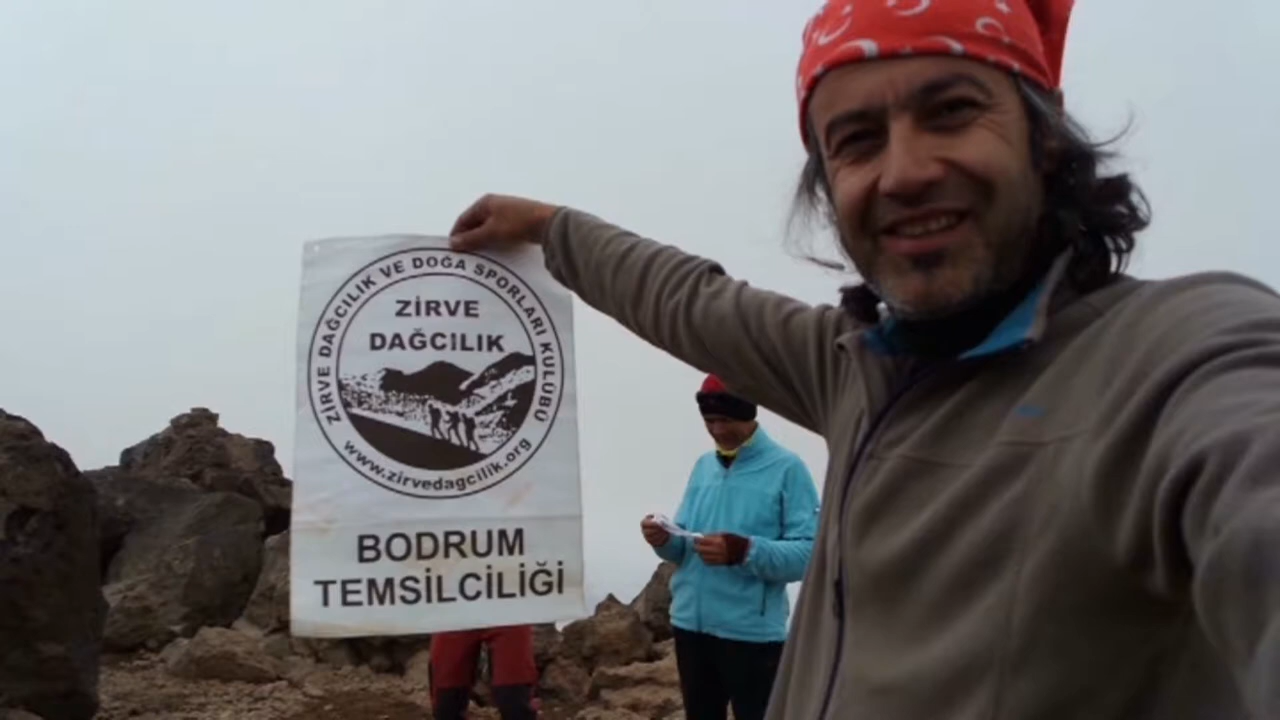 ZİRVE DAĞCILIK VE DOĞA SPORLARI KULÜBÜ
ZİRVE
DAĞCILIK
www.zirvedagcilik.org
BODRUM
TEMSİLCİLİĞİ